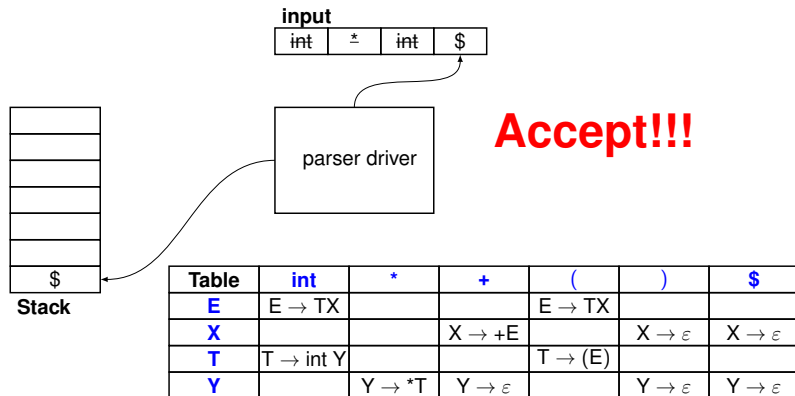 input
int * int $
Accept!!!
parser driver
$
Stack
Table int * + ( ) $
E E → TX E → TX
X X → +E X → ε X → ε
T T → int Y T → (E)
Y Y → *T Y → ε Y → ε Y → ε